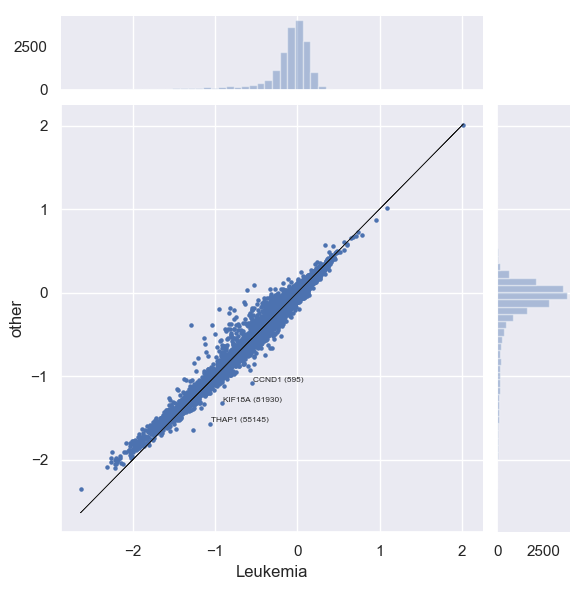 2500
0
2
1
0
−1
−2
other
CCND1 (595)
KIF18A (81930)
THAP1 (55145)
−2 −1 0 1 2
Leukemia
0 2500